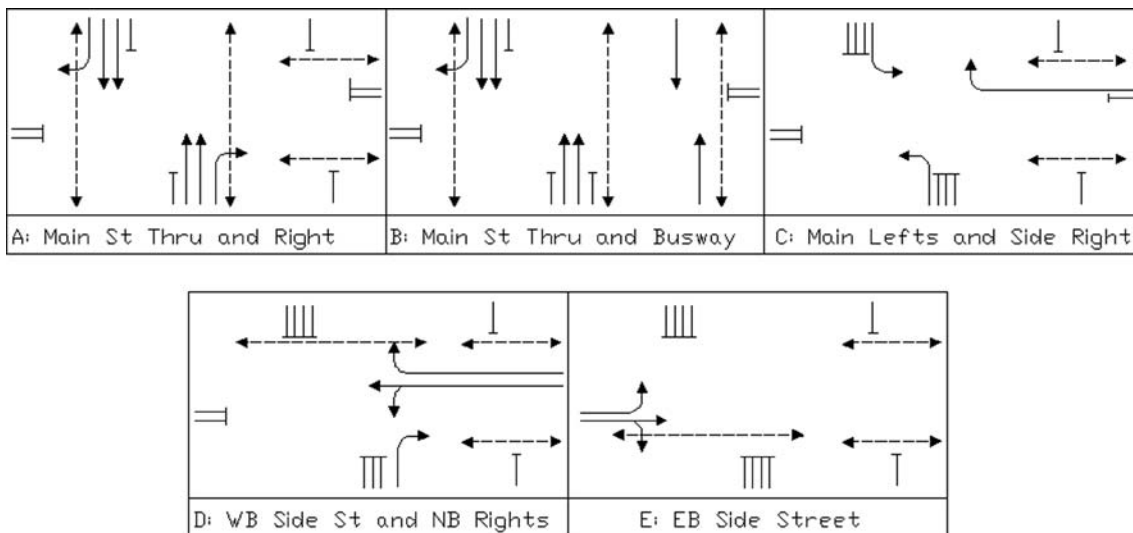 A: Main St Thru and Right
B: Main St Thru and Busway
C: Main Lefts and Side Right
D: WB Side St and NB Rights
E: EB Side Street